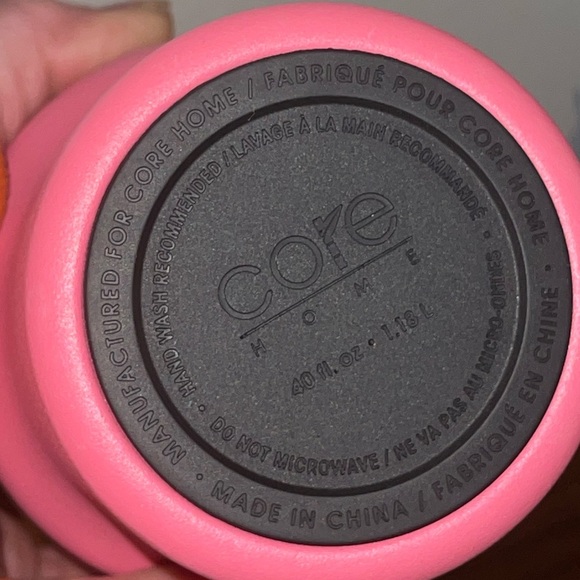 MANUFACTURED FOR CORE HOME / FABRIQUÉ POUR CORE HOME •
MADE IN CHINA / FABRIQUÉ EN CHINE •
HAND WASH RECOMMENDED / LAVAGE À LA MAIN RECOMMANDÉ •
DO NOT MICROWAVE / NE VA PAS AU MICRO-ONDES •
core
HOME
40 fl. oz • 1.18 L